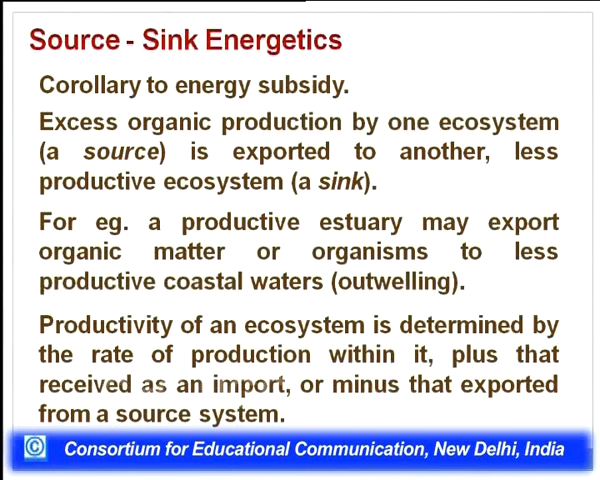 Source - Sink Energetics
Corollary to energy subsidy.
Excess organic production by one ecosystem
(a source) is exported to another, less
productive ecosystem (a sink).
For eg. a productive estuary may export
organic matter or organisms to less
productive coastal waters (outwelling).
Productivity of an ecosystem is determined by
the rate of production within it, plus that
received as an import, or minus that exported
from a source system.
© Consortium for Educational Communication, New Delhi, India